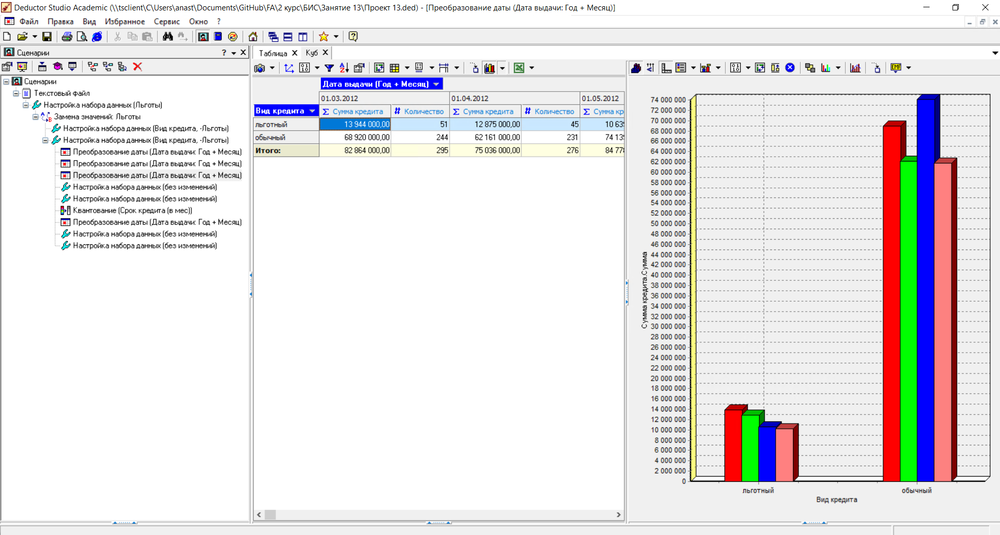 Deductor Studio Academic (\\tsclient\C\Users\anast\Documents\GitHub\FA\2 курс\БИС\Занятие 13\Проект 13.ded) - [Преобразование даты (Дата выдачи: Год + Месяц)]
Файл Правка Вид Избранное Сервис Окно ?
Сценарии ?
Сценарии
Текстовый файл
Настройка набора данных (Льготы)
Замена значений: Льготы
Настройка набора данных (Вид кредита, -Льготы)
Настройка набора данных (Вид кредита, -Льготы)
Преобразование даты (Дата выдачи: Год + Месяц)
Преобразование даты (Дата выдачи: Год + Месяц)
Преобразование даты (Дата выдачи: Год + Месяц)
Настройка набора данных (без изменений)
Настройка набора данных (без изменений)
Квантование (Срок кредита (в мес))
Преобразование даты (Дата выдачи: Год + Месяц)
Настройка набора данных (без изменений)
Настройка набора данных (без изменений)
Таблица Куб
Дата выдачи (Год + Месяц)
01.03.2012 01.04.2012 01.05.2012
Вид кредита Σ Сумма кредита # Количество Σ Сумма кредита # Количество Σ Сумма кр
льготный 13 944 000,00 51 12 875 000,00 45 10 63
обычный 68 920 000,00 244 62 161 000,00 231 74 13
Итого: 82 864 000,00 295 75 036 000,00 276 84 77
EMF
Сумма кредита.Сумма
74 000 000
72 000 000
70 000 000
68 000 000
66 000 000
64 000 000
62 000 000
60 000 000
58 000 000
56 000 000
54 000 000
52 000 000
50 000 000
48 000 000
46 000 000
44 000 000
42 000 000
40 000 000
38 000 000
36 000 000
34 000 000
32 000 000
30 000 000
28 000 000
26 000 000
24 000 000
22 000 000
20 000 000
18 000 000
16 000 000
14 000 000
12 000 000
10 000 000
8 000 000
6 000 000
4 000 000
2 000 000
0
льготный обычный
Вид кредита